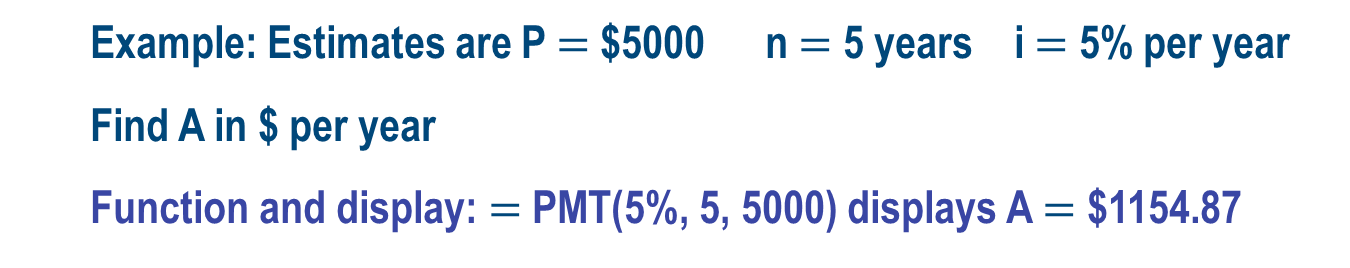 Example: Estimates are P = $5000 n = 5 years i = 5% per year
Find A in $ per year
Function and display: = PMT(5%, 5, 5000) displays A = $1154.87